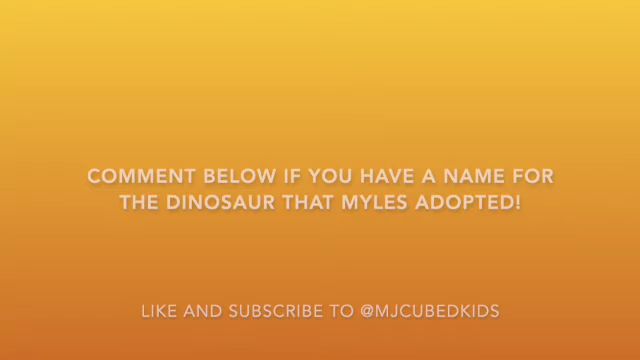 COMMENT BELOW IF YOU HAVE A NAME FOR
THE DINOSAUR THAT MYLES ADOPTED!
LIKE AND SUBSCRIBE TO @MJCUBEDKIDS